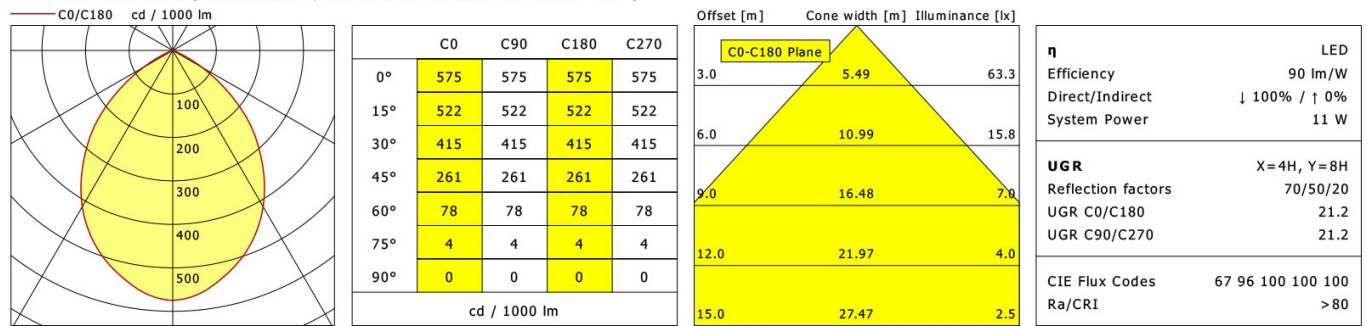 C0/C180 cd / 1000 lm
100
200
300
400
500
C0 C90 C180 C270
0° 575 575 575 575
15° 522 522 522 522
30° 415 415 415 415
45° 261 261 261 261
60° 78 78 78 78
75° 4 4 4 4
90° 0 0 0 0
cd / 1000 lm
Offset [m] Cone width [m] Illuminance [lx]
C0-C180 Plane
3.0 5.49 63.3
6.0 10.99 15.8
9.0 16.48 7.0
12.0 21.97 4.0
15.0 27.47 2.5
η LED
Efficiency 90 lm/W
Direct/Indirect ↓ 100% / ↑ 0%
System Power 11 W
UGR X=4H, Y=8H
Reflection factors 70/50/20
UGR C0/C180 21.2
UGR C90/C270 21.2
CIE Flux Codes 67 96 100 100 100
Ra/CRI >80